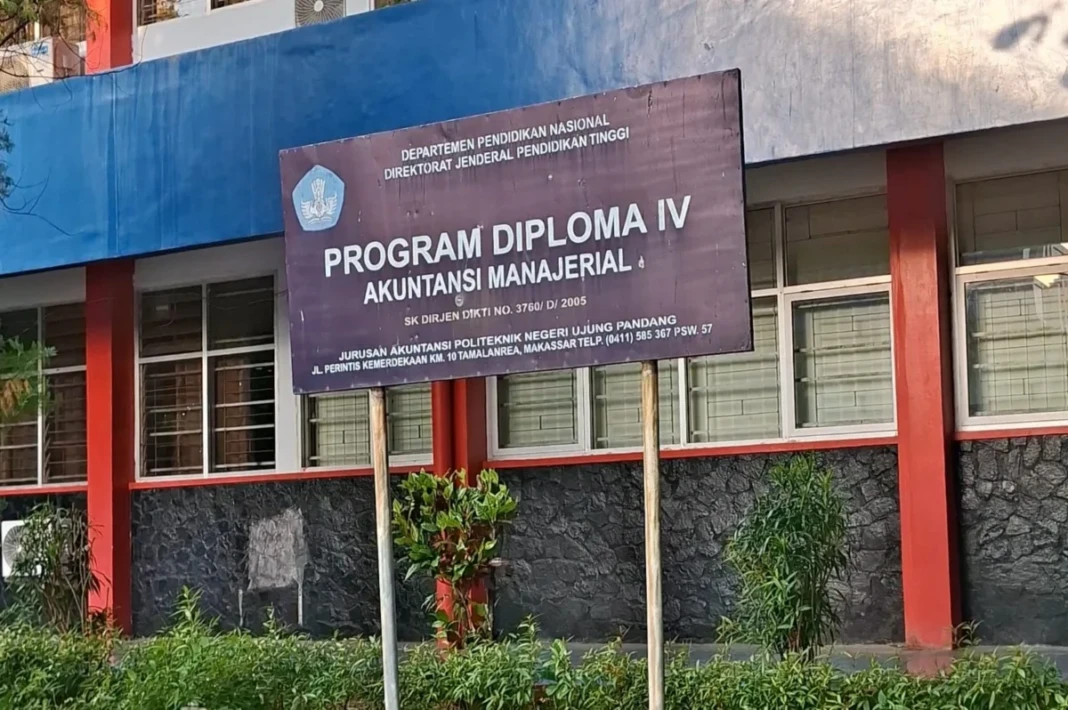 DEPARTEMEN PENDIDIKAN NASIONAL
DIREKTORAT JENDERAL PENDIDIKAN TINGGI
PROGRAM DIPLOMA IV
AKUNTANSI MANAJERIAL
SK DIRJEN DIKTI NO. 3760/ D/ 2005
JURUSAN AKUNTANSI POLITEKNIK NEGERI UJUNG PANDANG
JL. PERINTIS KEMERDEKAAN KM. 10 TAMALANREA, MAKASSAR TELP. (0411) 585 367 PSW. 57